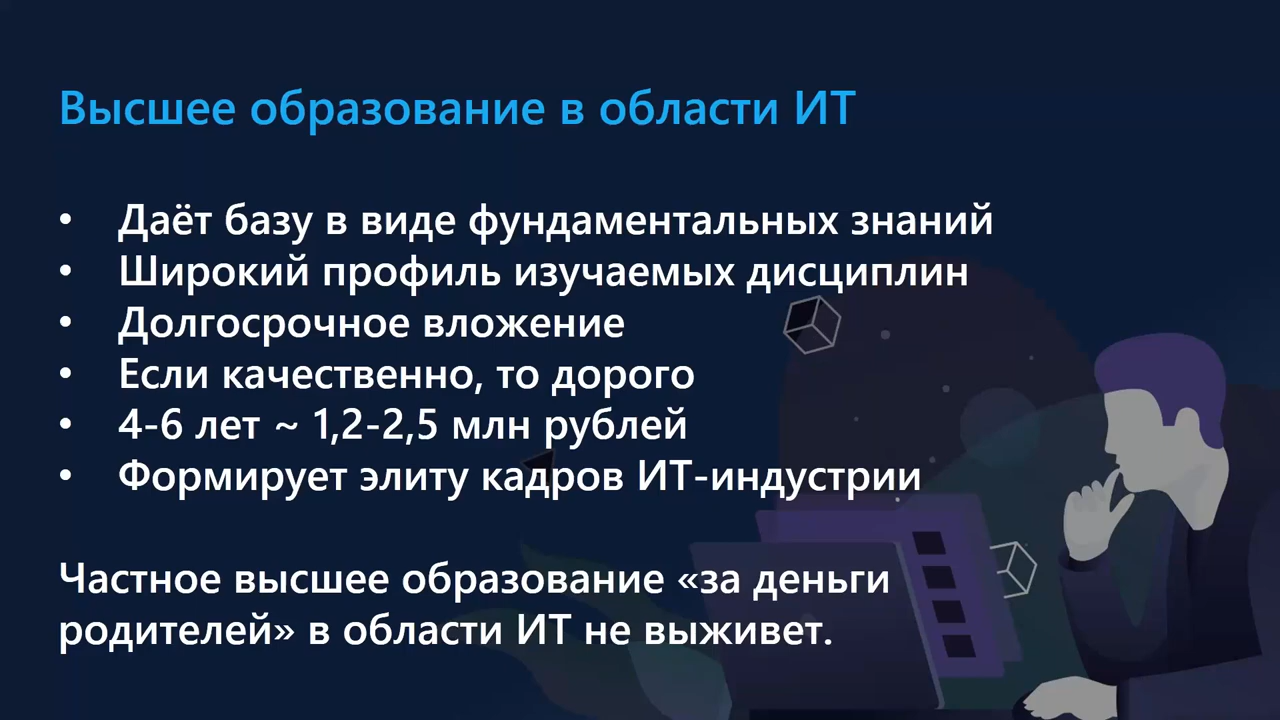 Высшее образование в области ИТ
• Даёт базу в виде фундаментальных знаний
• Широкий профиль изучаемых дисциплин
• Долгосрочное вложение
• Если качественно, то дорого
• 4-6 лет ~ 1,2-2,5 млн рублей
• Формирует элиту кадров ИТ-индустрии
Частное высшее образование «за деньги
родителей» в области ИТ не выживет.